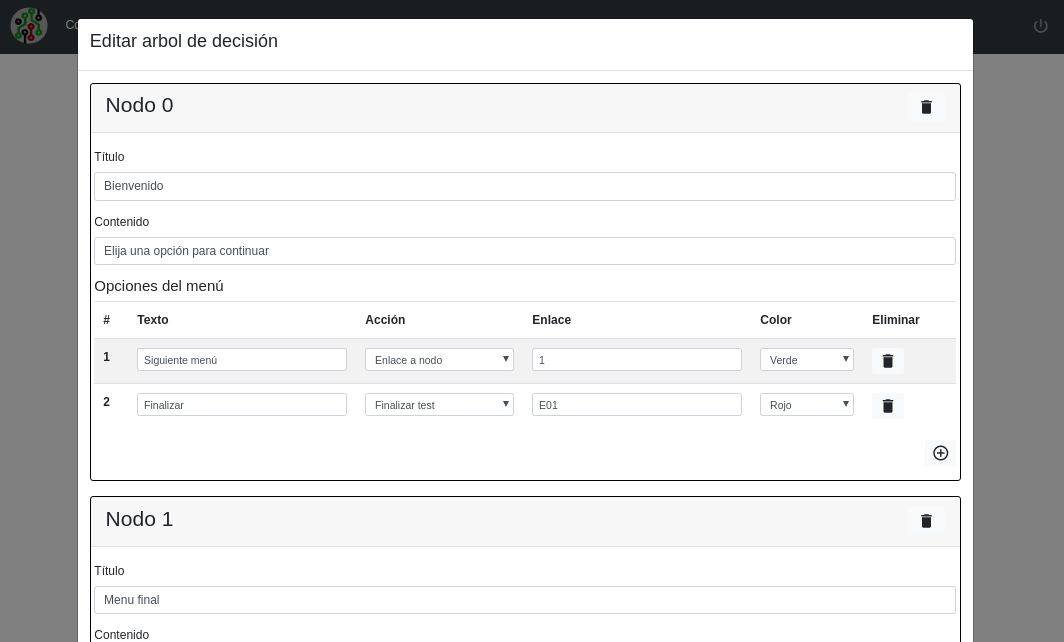 Editar arbol de decisión
Nodo 0
Título
Bienvenido
Contenido
Elija una opción para continuar
Opciones del menú
# Texto Acción Enlace Color Eliminar
1 Siguiente menú Enlace a nodo 1 Verde
2 Finalizar Finalizar test E01 Rojo
Nodo 1
Título
Menu final
Contenido